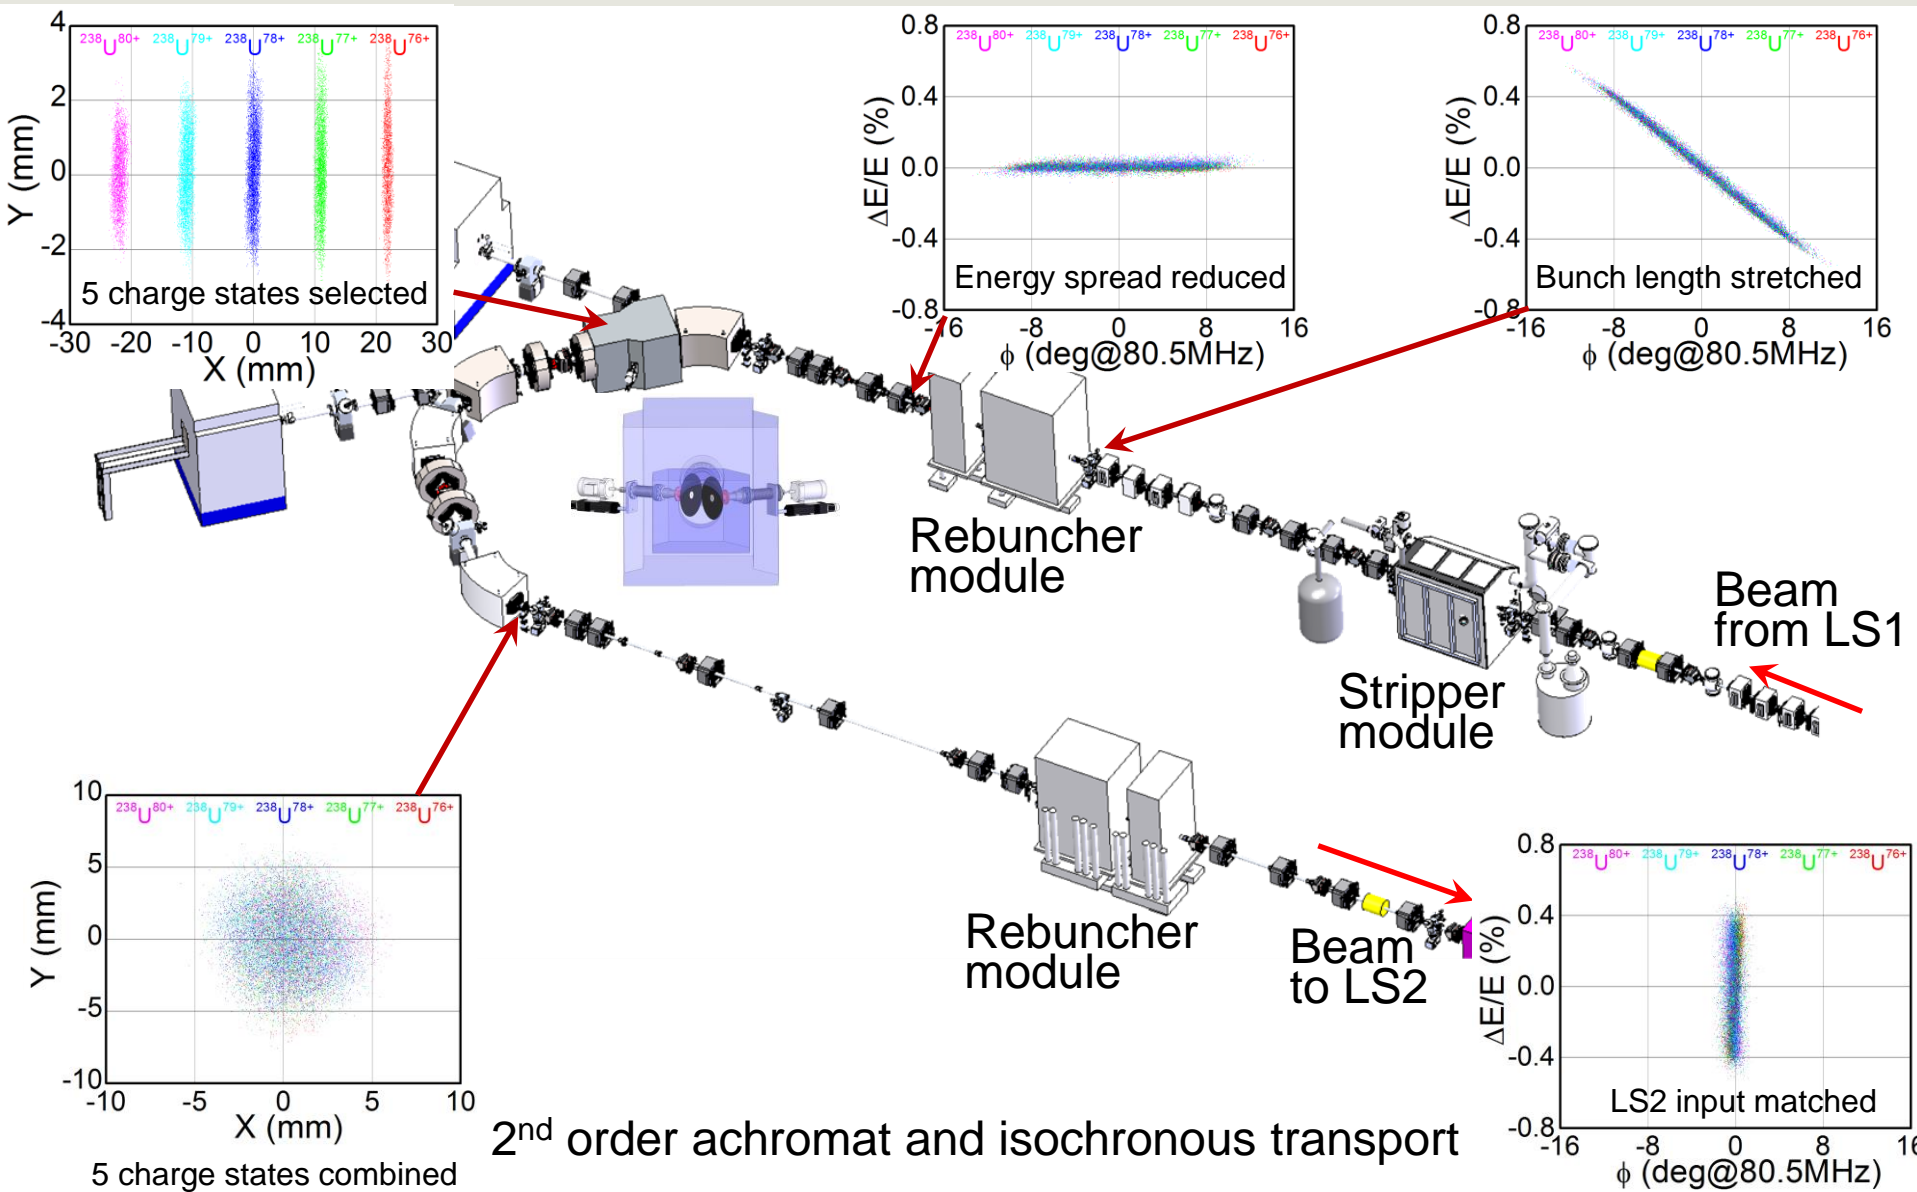 4
2
0
-2
-4
Y (mm)
238U80+ 238U79+ 238U78+ 238U77+ 238U76+
5 charge states selected
-30 -20 -10 0 10 20 30
X (mm)
0.8
0.4
0.0
-0.4
-0.8
ΔE/E (%)
238U80+ 238U79+ 238U78+ 238U77+ 238U76+
Energy spread reduced
-16 -8 0 8 16
ϕ (deg@80.5MHz)
0.8
0.4
0.0
-0.4
-0.8
ΔE/E (%)
238U80+ 238U79+ 238U78+ 238U77+ 238U76+
Bunch length stretched
-16 -8 0 8 16
ϕ (deg@80.5MHz)
Rebuncher
module
Beam
from LS1
Stripper
module
10
5
0
-5
-10
Y (mm)
238U80+ 238U79+ 238U78+ 238U77+ 238U76+
-10 -5 0 5 10
X (mm)
5 charge states combined
Rebuncher
module
Beam
to LS2
0.8
0.4
0.0
-0.4
-0.8
ΔE/E (%)
238U80+ 238U79+ 238U78+ 238U77+ 238U76+
LS2 input matched
-16 -8 0 8 16
ϕ (deg@80.5MHz)
2nd order achromat and isochronous transport